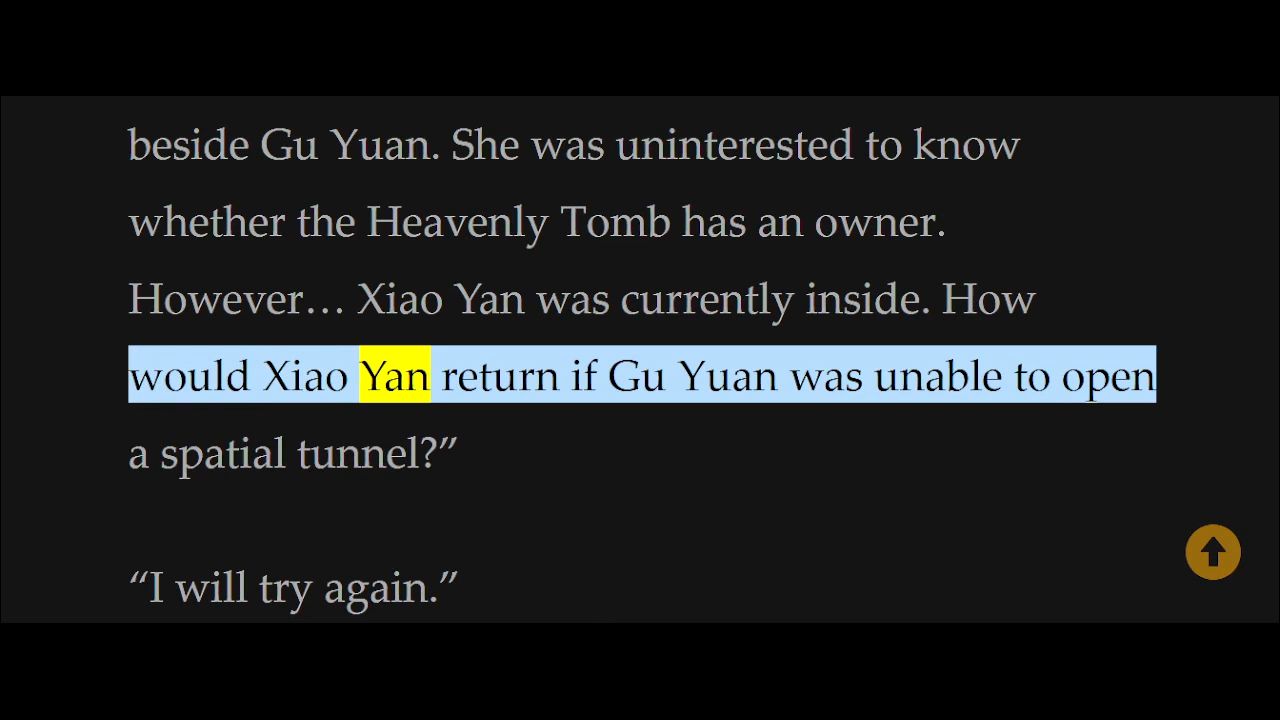 beside Gu Yuan. She was uninterested to know
whether the Heavenly Tomb has an owner.
However… Xiao Yan was currently inside. How
would Xiao Yan return if Gu Yuan was unable to open
a spatial tunnel?”
“I will try again.”